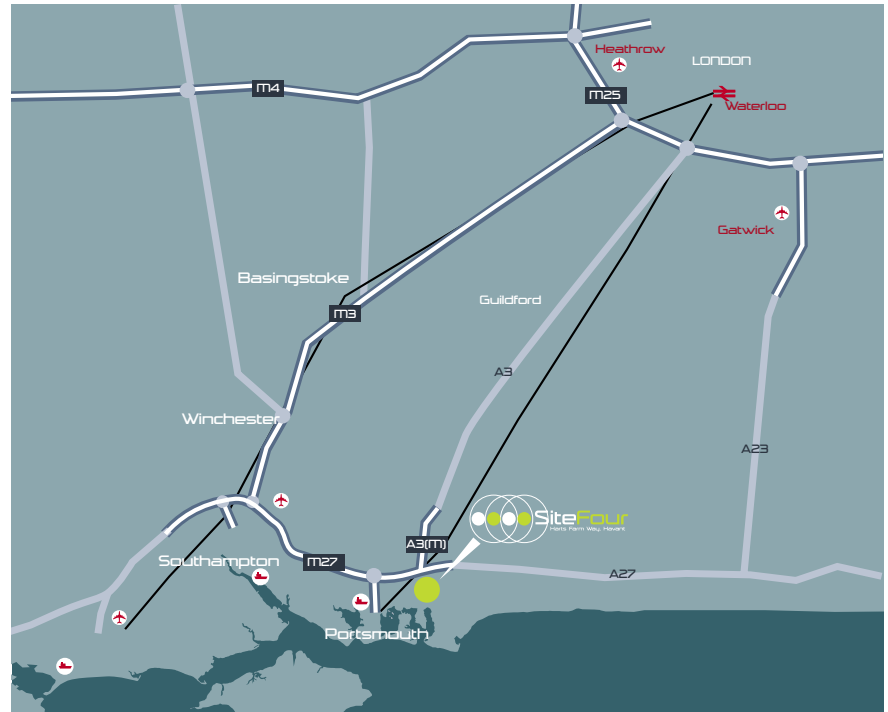 Heathrow
LONDON
M4
M25
Waterloo
Gatwick
Basingstoke
Guildford
M3
A3
Winchester
A23
SiteFour
Harts Farm Way, Havant
A3(M)
Southampton
M27
A27
Portsmouth